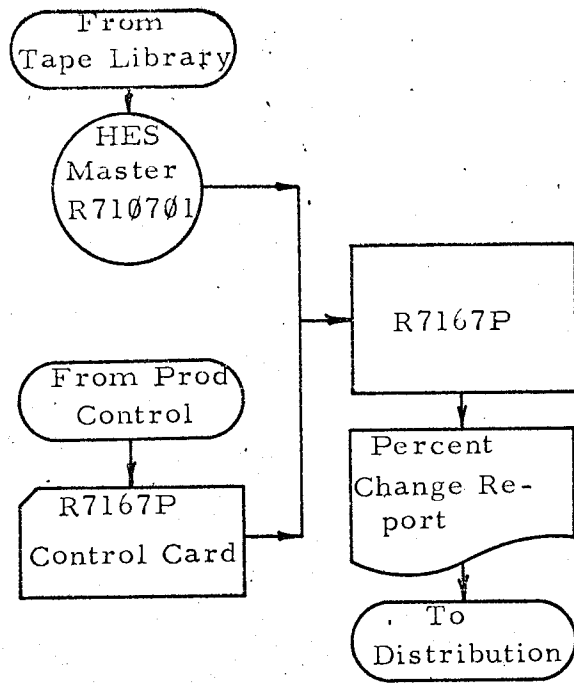 From
Tape Library
HES
Master
R71Ø7Ø1
R7167P
From Prod
Control
R7167P
Control Card
Percent
Change Re-
port
To
Distribution